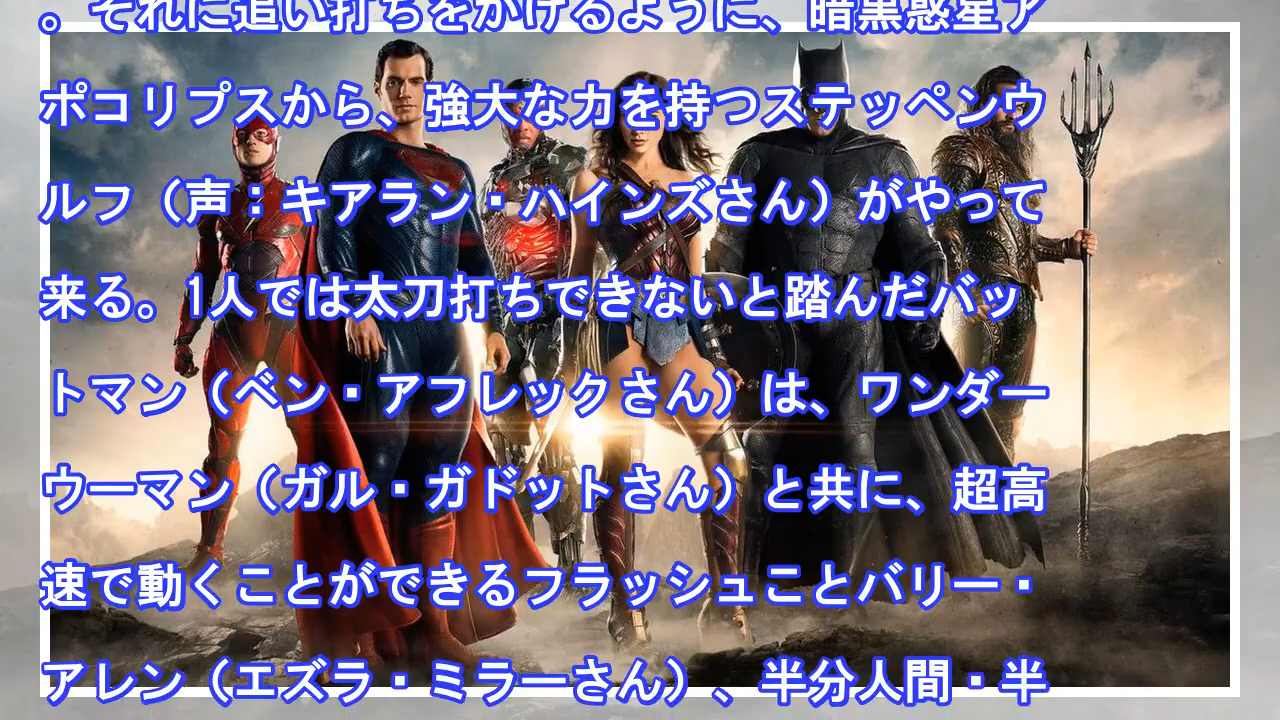 。それに追い打ちをかけるように、暗黒惑星ア
ポコリプスから、強大な力を持つステッペンウ
ルフ（声：キアラン・ハインズさん）がやって
来る。1人では太刀打ちできないと踏んだバッ
トマン（ベン・アフレックさん）は、ワンダー
ウーマン（ガル・ガドットさん）と共に、超高
速で動くことができるフラッシュことバリー・
アレン（エズラ・ミラーさん）、半分人間・半